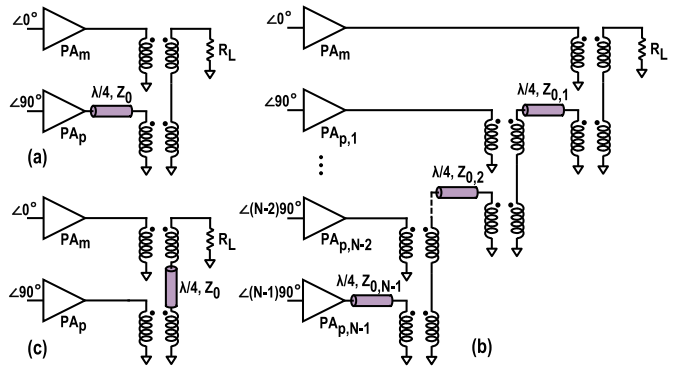 ∠0°
PAm
RL
∠90°
λ/4, Z0
PAp
(a)
∠0°
PAm
RL
∠90°
PAp,1
λ/4, Z0,1
λ/4, Z0,2
∠(N-2)90°
PAp,N-2
∠(N-1)90°
λ/4, Z0,N-1
PAp,N-1
(b)
∠0°
PAm
RL
λ/4, Z0
∠90°
PAp
(c)